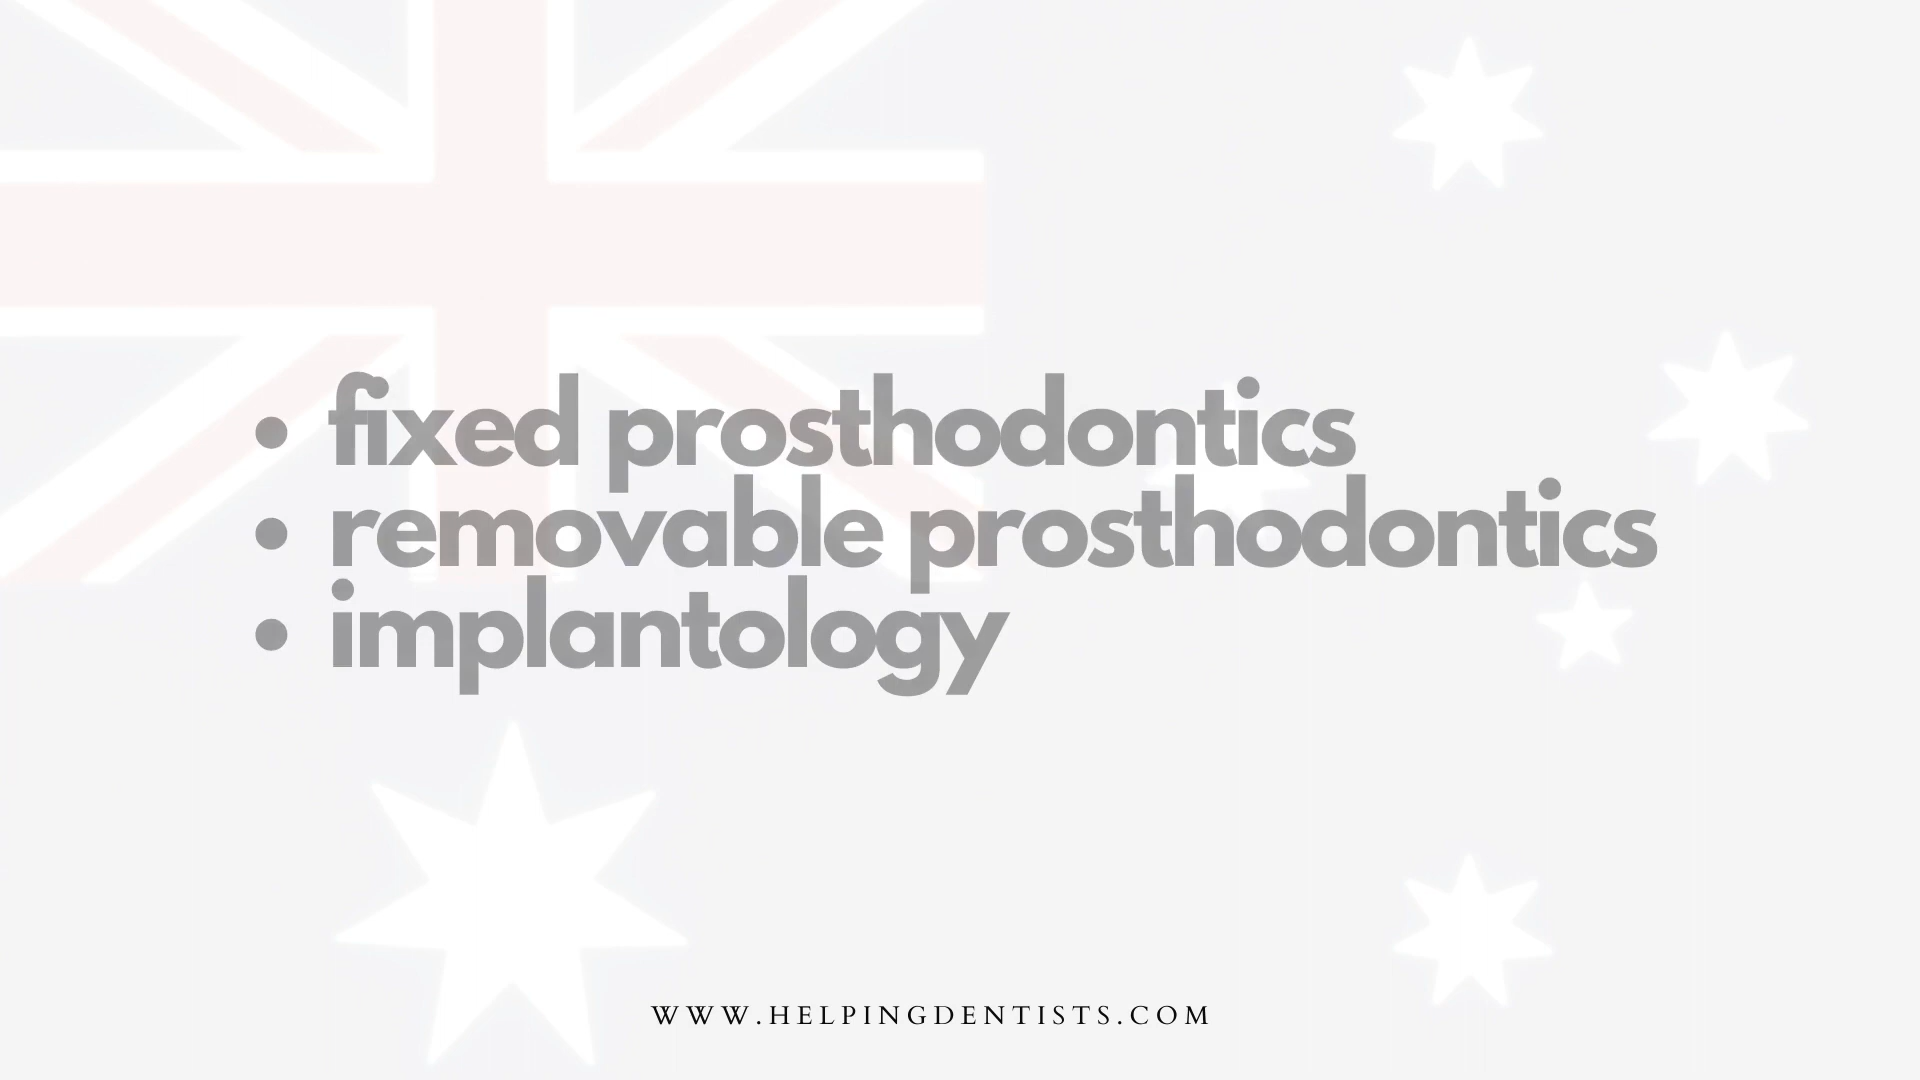 • fixed prosthodontics
• removable prosthodontics
• implantology
WWW.HELPINGDENTISTS.COM